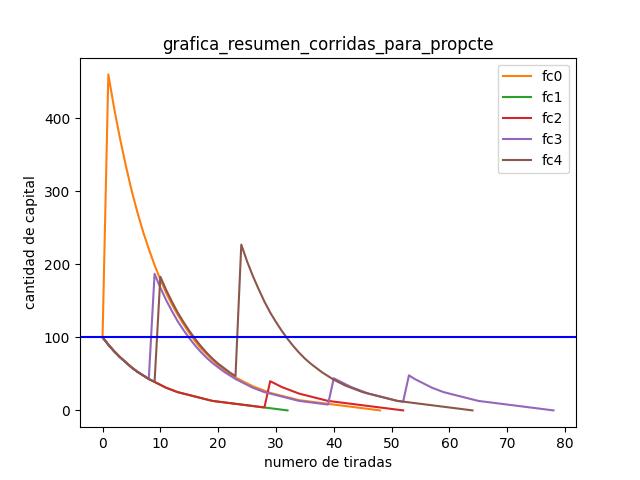 grafica_resumen_corridas_para_propcte
fc0
fc1
fc2
fc3
fc4
400
300
200
100
0
cantidad de capital
0 10 20 30 40 50 60 70 80
numero de tiradas